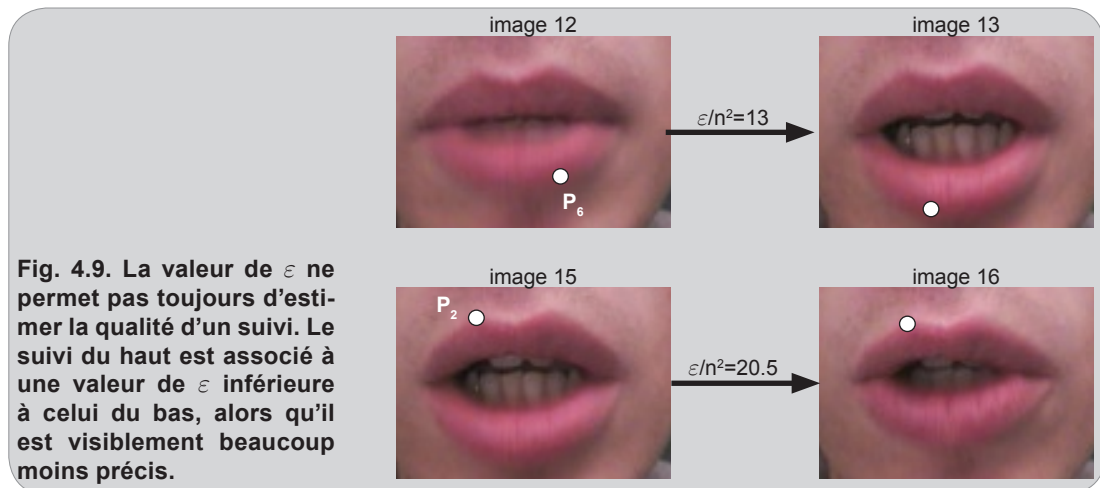 image 12
image 13
ε/n²=13
P₆
image 15
image 16
P₂
ε/n²=20.5
Fig. 4.9. La valeur de ε ne
permet pas toujours d'esti-
mer la qualité d'un suivi. Le
suivi du haut est associé à
une valeur de ε inférieure
à celui du bas, alors qu'il
est visiblement beaucoup
moins précis.